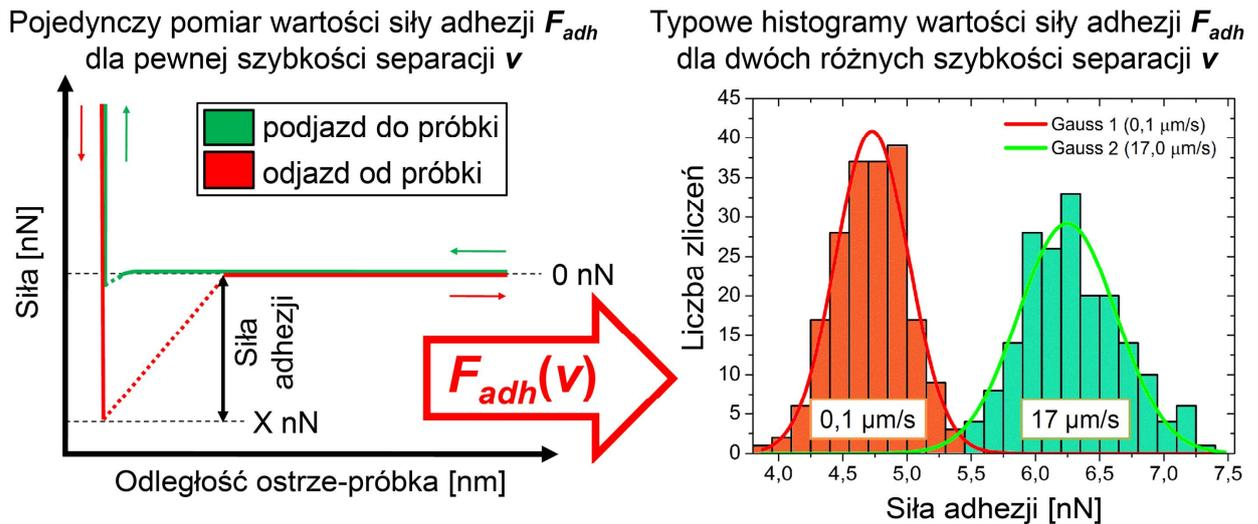 Pojedynczy pomiar wartości siły adhezji F_adh
dla pewnej szybkości separacji v
podjazd do próbki
odjazd od próbki
Siła [nN]
0 nN
Siła
adhezji
X nN
Odległość ostrze-próbka [nm]
F_adh(v)
Typowe histogramy wartości siły adhezji F_adh
dla dwóch różnych szybkości separacji v
Gauss 1 (0,1 µm/s)
Gauss 2 (17,0 µm/s)
Liczba zliczeń
45
40
35
30
25
20
15
10
5
0
0,1 µm/s
17 µm/s
4,0 4,5 5,0 5,5 6,0 6,5 7,0 7,5
Siła adhezji [nN]